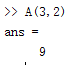 >> A(3,2)
ans =
9